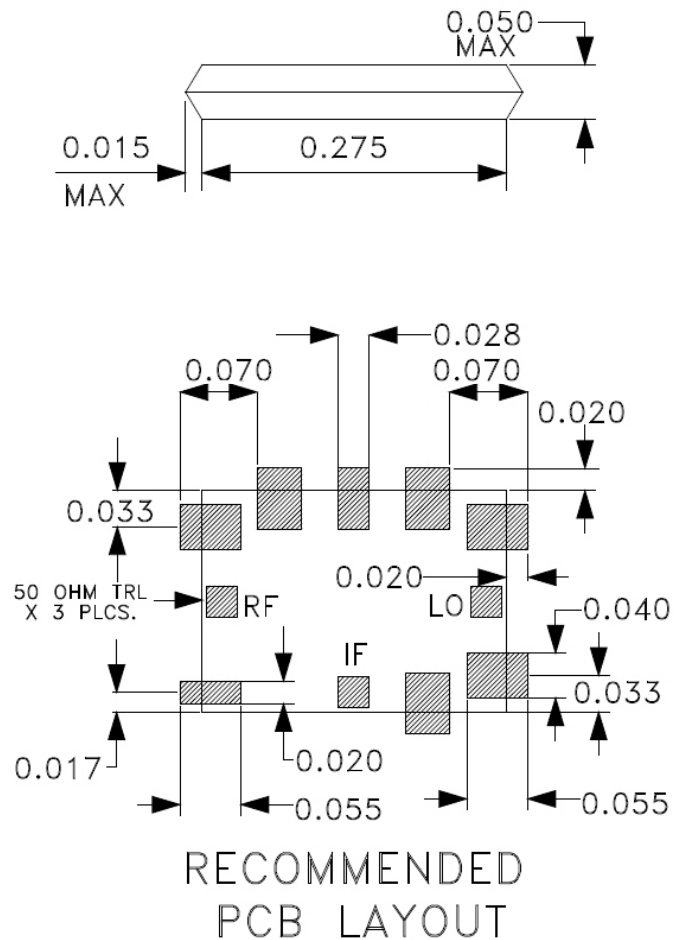 0.050
MAX
0.015
0.275
MAX
0.028
0.070
0.070
0.020
0.033
0.020
50 OHM TRL
X 3 PLCS.
RF
LO
0.040
IF
0.033
0.017
0.020
0.055
0.055
RECOMMENDED
PCB LAYOUT